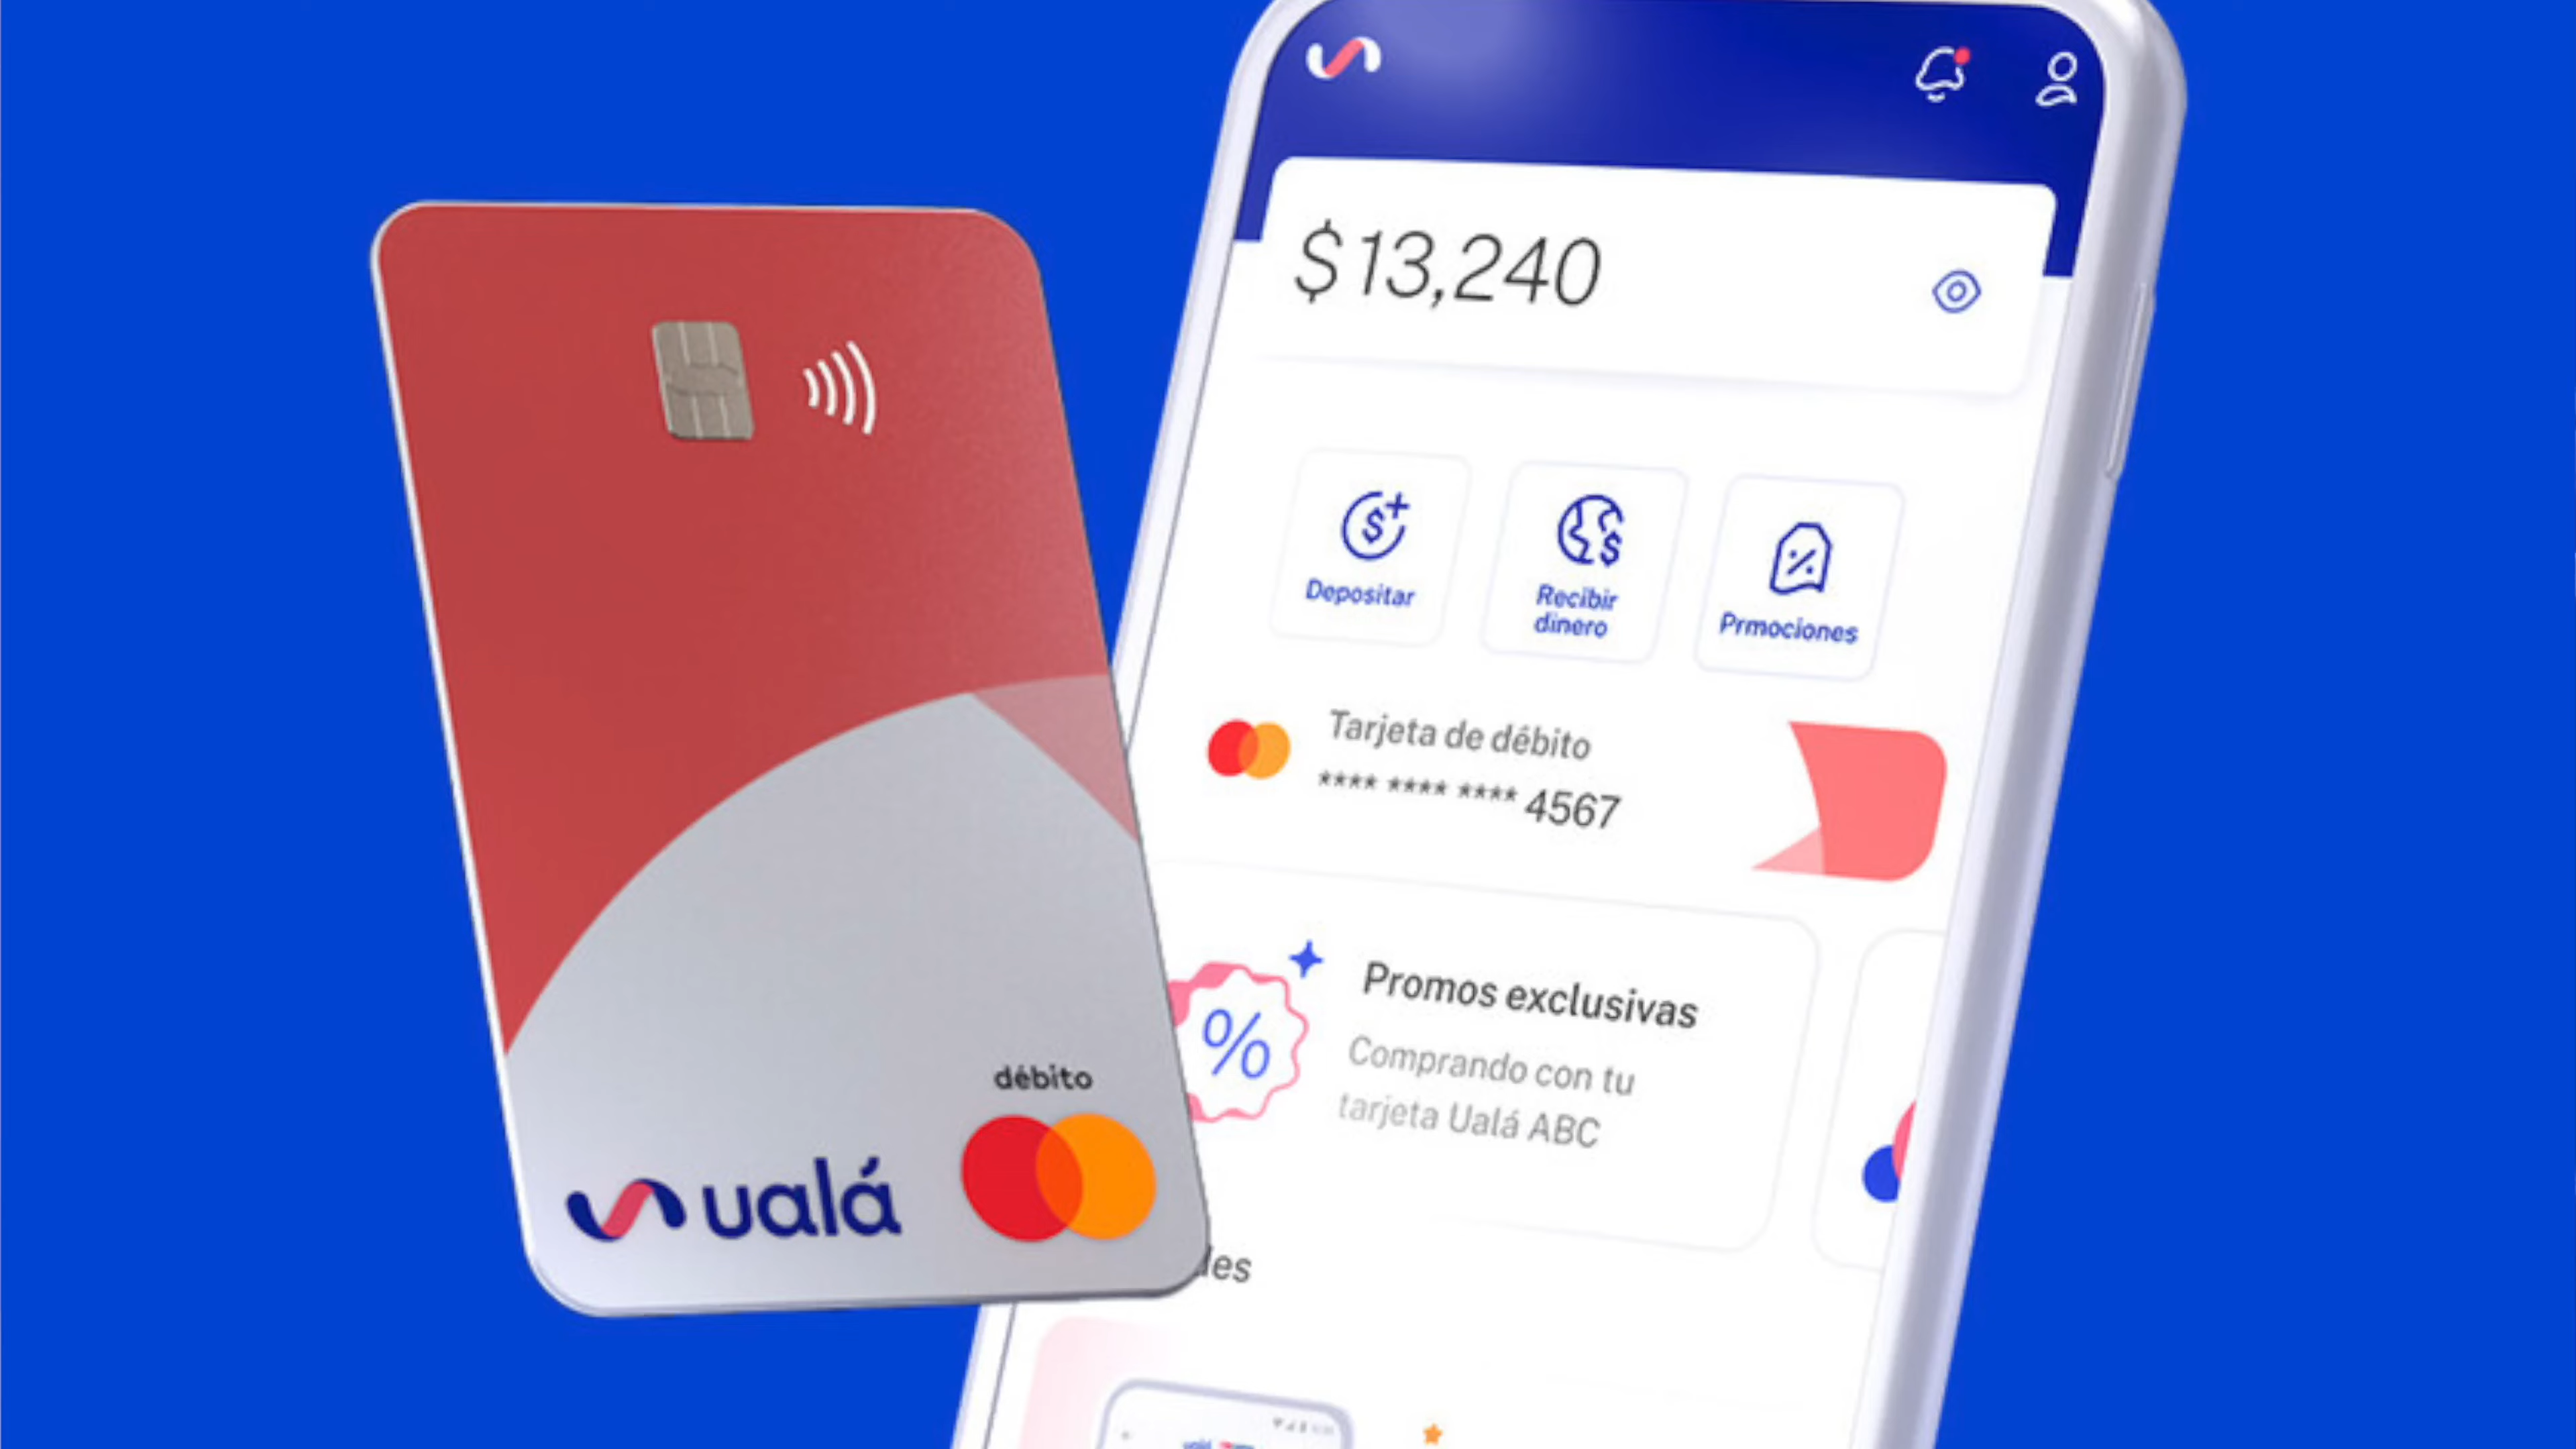 $13,240
Depositar
Recibir
dinero
Prmociones
Tarjeta de débito
**** **** **** 4567
Promos exclusivas
Comprando con tu
tarjeta Ualá ABC
débito
ualá
les